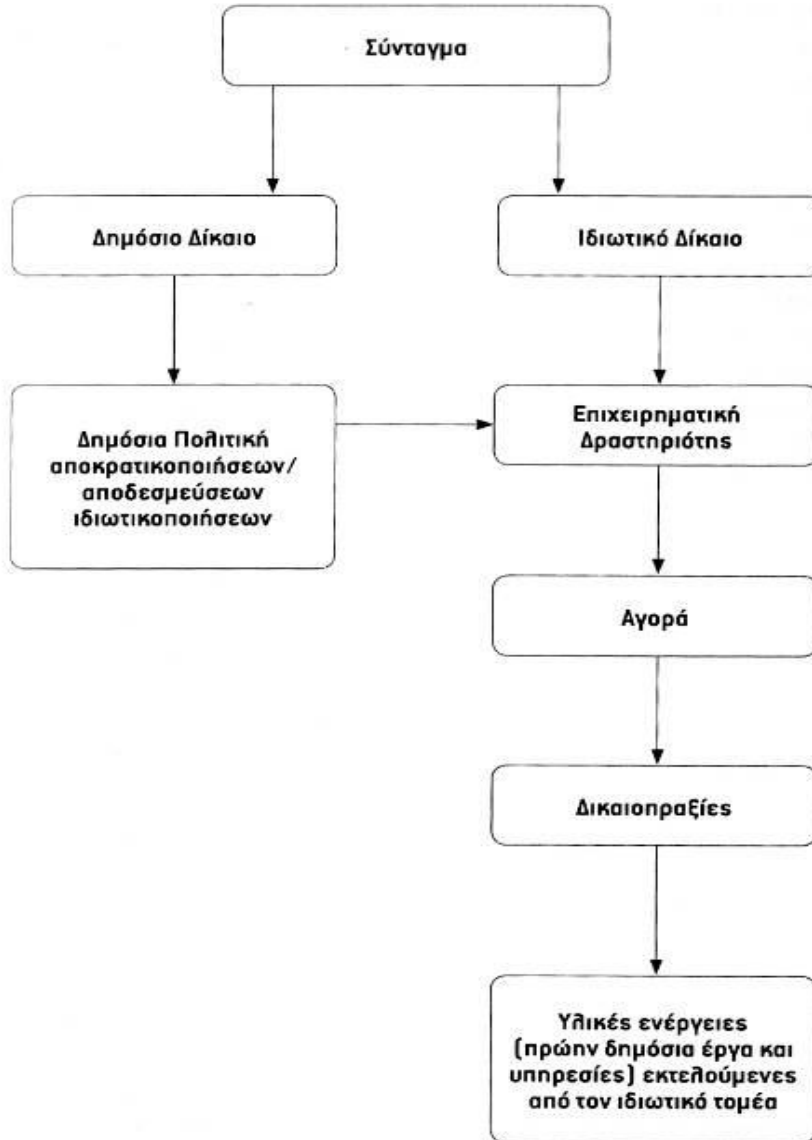 Σύνταγμα
Δημόσιο Δίκαιο
Ιδιωτικό Δίκαιο
Δημόσια Πολιτική
αποκρατικοποιήσεων/
αποδεσμεύσεων
ιδιωτικοποιήσεων
Επιχειρηματική
Δραστηριότης
Αγορά
Δικαιοπραξίες
Υλικές ενέργειες
(πρώην δημόσια έργα και
υπηρεσίες) εκτελούμενες
από τον ιδιωτικό τομέα